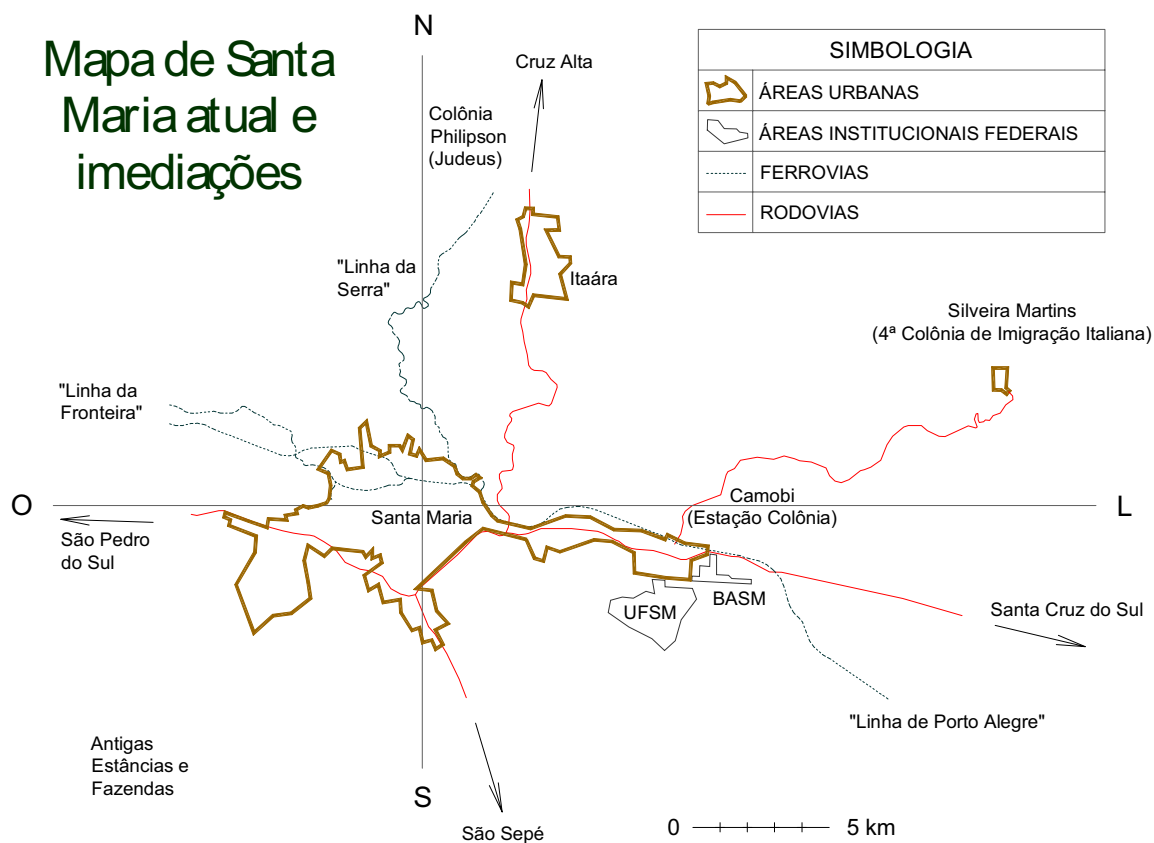 Mapa de Santa
Maria atual e
imediações
N
Cruz Alta
Colônia
Philipson
(Judeus)
SIMBOLOGIA
ÁREAS URBANAS
ÁREAS INSTITUCIONAIS FEDERAIS
FERROVIAS
RODOVIAS
"Linha da
Serra"
Itaára
Silveira Martins
(4ª Colônia de Imigração Italiana)
"Linha da
Fronteira"
O
Santa Maria
Camobi
(Estação Colônia)
L
São Pedro
do Sul
UFSM
BASM
Santa Cruz do Sul
"Linha de Porto Alegre"
Antigas
Estâncias e
Fazendas
S
São Sepé
0
5 km